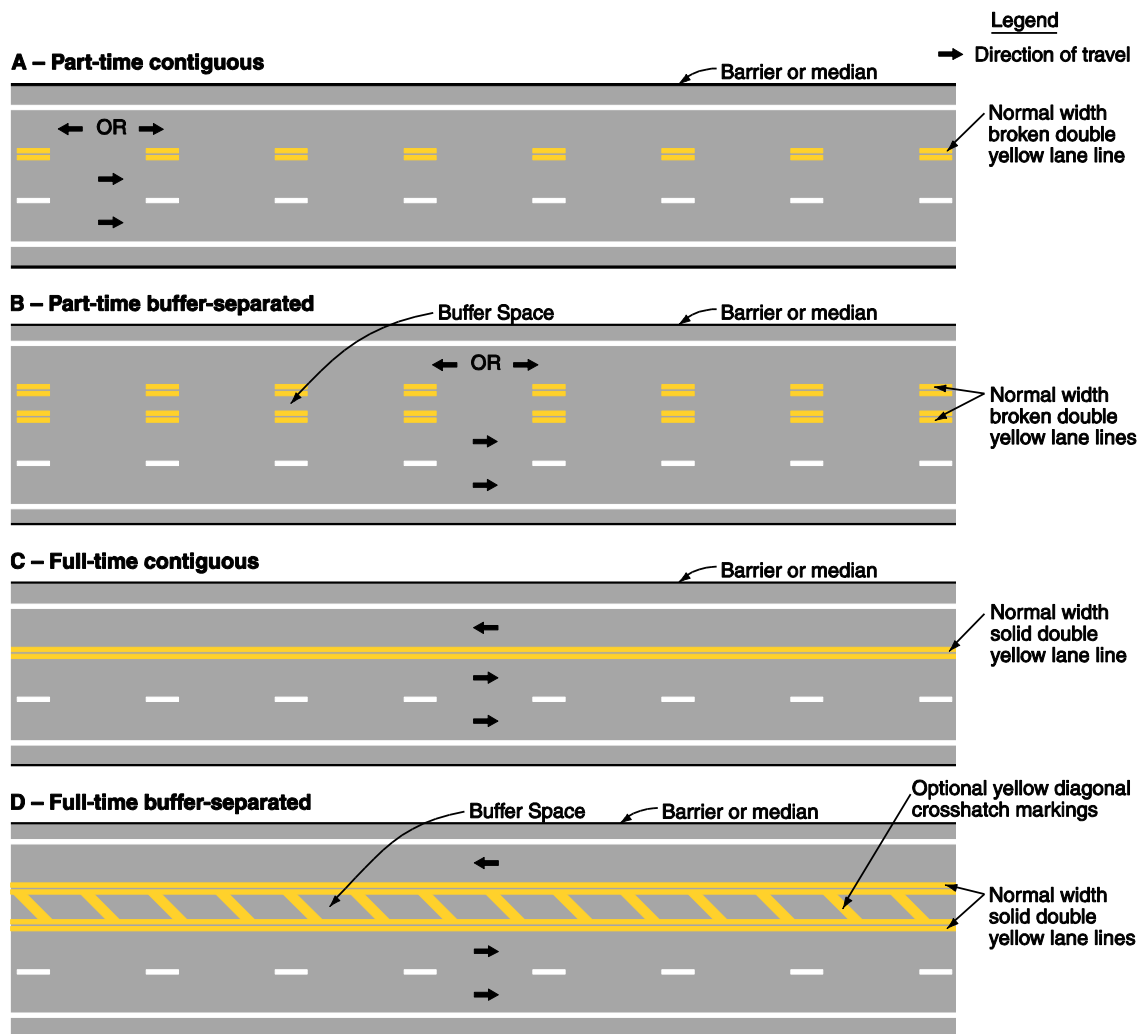 Legend
Direction of travel
A – Part-time contiguous
Barrier or median
OR
Normal width
broken double
yellow lane line
B – Part-time buffer-separated
Buffer Space
Barrier or median
OR
Normal width
broken double
yellow lane lines
C – Full-time contiguous
Barrier or median
Normal width
solid double
yellow lane line
D – Full-time buffer-separated
Buffer Space
Barrier or median
Optional yellow diagonal
crosshatch markings
Normal width
solid double
yellow lane lines